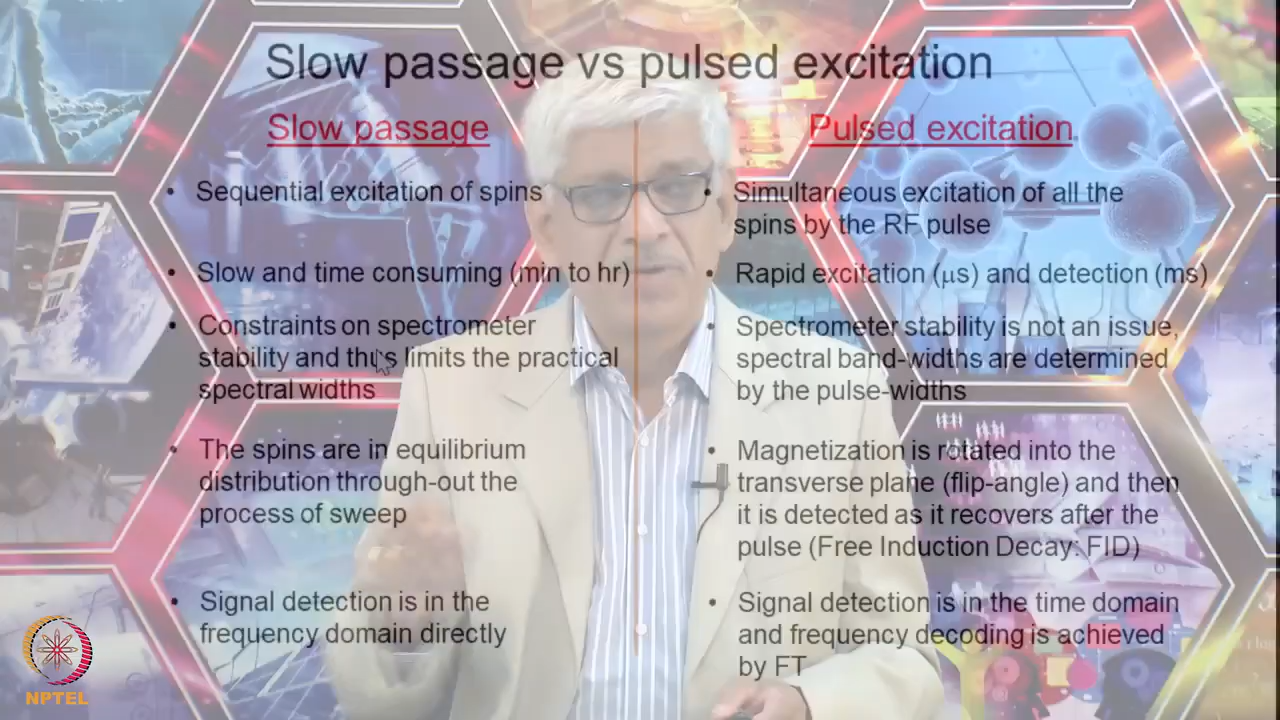 Slow passage vs pulsed excitation
Slow passage
• Sequential excitation of spins
• Slow and time consuming (min to hr)
• Constraints on spectrometer
stability and thus limits the practical
spectral widths
• The spins are in equilibrium
distribution through-out the
process of sweep
• Signal detection is in the
frequency domain directly
Pulsed excitation
• Simultaneous excitation of all the
spins by the RF pulse
• Rapid excitation (μs) and detection (ms)
• Spectrometer stability is not an issue,
spectral band-widths are determined
by the pulse-widths
• Magnetization is rotated into the
transverse plane (flip-angle) and then
it is detected as it recovers after the
pulse (Free Induction Decay: FID)
• Signal detection is in the time domain
and frequency decoding is achieved
by FT
NPTEL